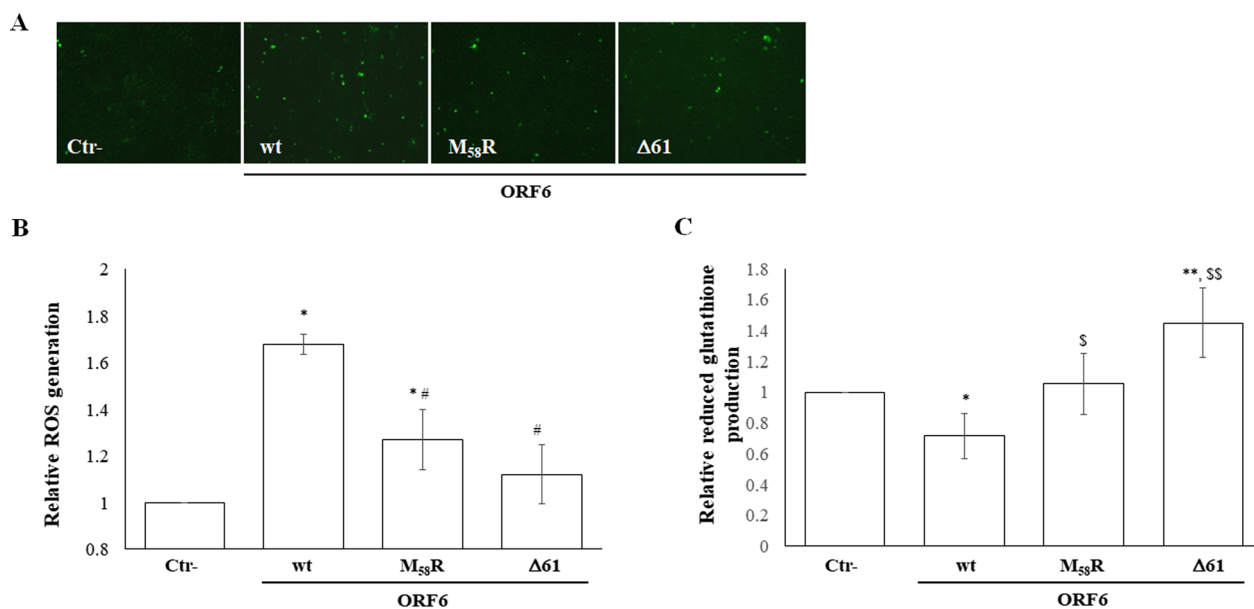 A
Ctr-
wt
M₅₈R
Δ61
ORF6
B
Relative ROS generation
2
1.8
1.6
1.4
1.2
1
0.8
*
* #
#
Ctr-
wt
M₅₈R
Δ61
ORF6
C
Relative reduced glutathione
production
1.8
1.6
1.4
1.2
1
0.8
0.6
0.4
0.2
0
*
$
**, $$
Ctr-
wt
M₅₈R
Δ61
ORF6